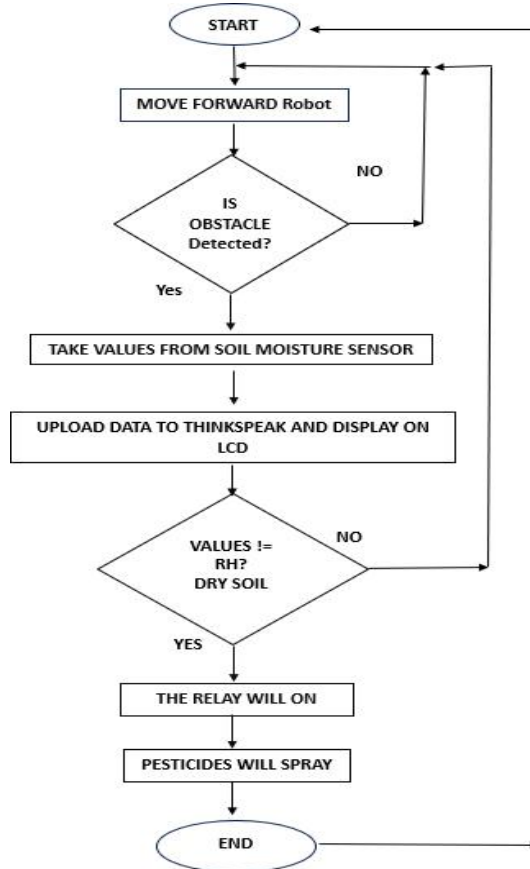 START
MOVE FORWARD Robot
NO
IS
OBSTACLE
Detected?
Yes
TAKE VALUES FROM SOIL MOISTURE SENSOR
UPLOAD DATA TO THINKSPEAK AND DISPLAY ON
LCD
NO
VALUES !=
RH?
DRY SOIL
YES
THE RELAY WILL ON
PESTICIDES WILL SPRAY
END